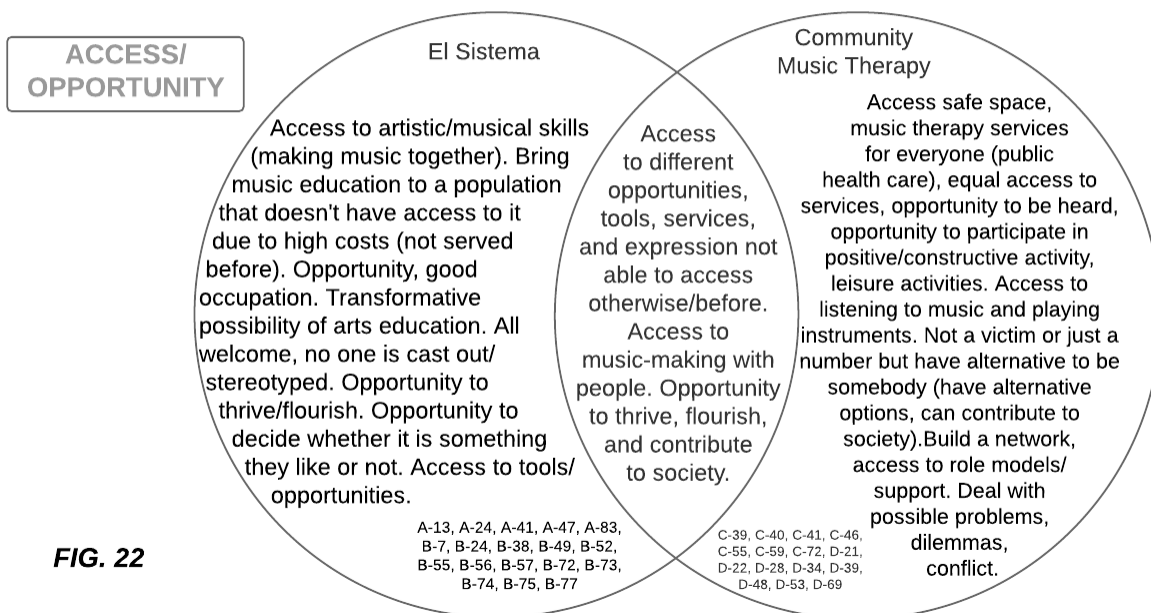 ACCESS/
OPPORTUNITY
El Sistema
Access to artistic/musical skills
(making music together). Bring
music education to a population
that doesn't have access to it
due to high costs (not served
before). Opportunity, good
occupation. Transformative
possibility of arts education. All
welcome, no one is cast out/
stereotyped. Opportunity to
thrive/flourish. Opportunity to
decide whether it is something
they like or not. Access to tools/
opportunities.
A-13, A-24, A-41, A-47, A-83,
B-7, B-24, B-38, B-49, B-52,
B-55, B-56, B-57, B-72, B-73,
B-74, B-75, B-77
Access
to different
opportunities,
tools, services,
and expression not
able to access
otherwise/before.
Access to
music-making with
people. Opportunity
to thrive, flourish,
and contribute
to society.
Community
Music Therapy
Access safe space,
music therapy services
for everyone (public
health care), equal access to
services, opportunity to be heard,
opportunity to participate in
positive/constructive activity,
leisure activities. Access to
listening to music and playing
instruments. Not a victim or just a
number but have alternative to be
somebody (have alternative
options, can contribute to
society).Build a network,
access to role models/
support. Deal with
possible problems,
dilemmas,
conflict.
C-39, C-40, C-41, C-46,
C-55, C-59, C-72, D-21,
D-22, D-28, D-34, D-39,
D-48, D-53, D-69
FIG. 22